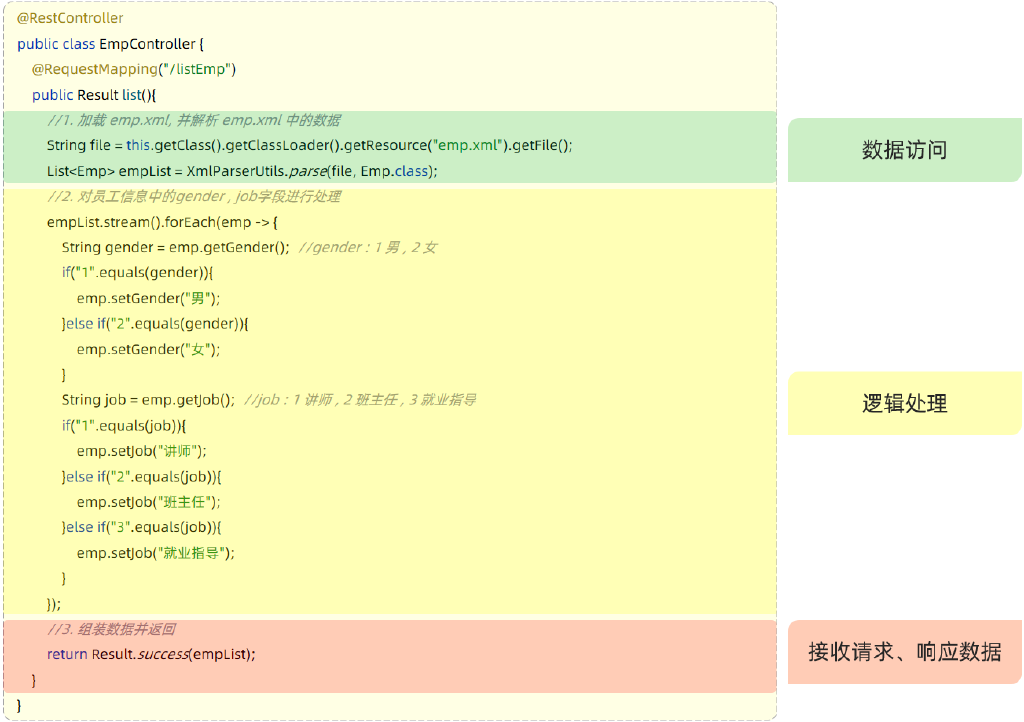 @RestController
public class EmpController {
@RequestMapping("/listEmp")
public Result list(){
//1. 加载 emp.xml, 并解析 emp.xml 中的数据
String file = this.getClass().getClassLoader().getResource("emp.xml").getFile();
List<Emp> empList = XmlParserUtils.parse(file, Emp.class);
数据访问
//2. 对员工信息中的gender , job字段进行处理
empList.stream().forEach(emp -> {
String gender = emp.getGender(); //gender : 1 男 , 2 女
if("1".equals(gender)){
emp.setGender("男");
}else if("2".equals(gender)){
emp.setGender("女");
}
String job = emp.getJob(); //job : 1 讲师 , 2 班主任 , 3 就业指导
if("1".equals(job)){
emp.setJob("讲师");
}else if("2".equals(job)){
emp.setJob("班主任");
}else if("3".equals(job)){
emp.setJob("就业指导");
}
});
逻辑处理
//3. 组装数据并返回
return Result.success(empList);
}
接收请求、响应数据
}